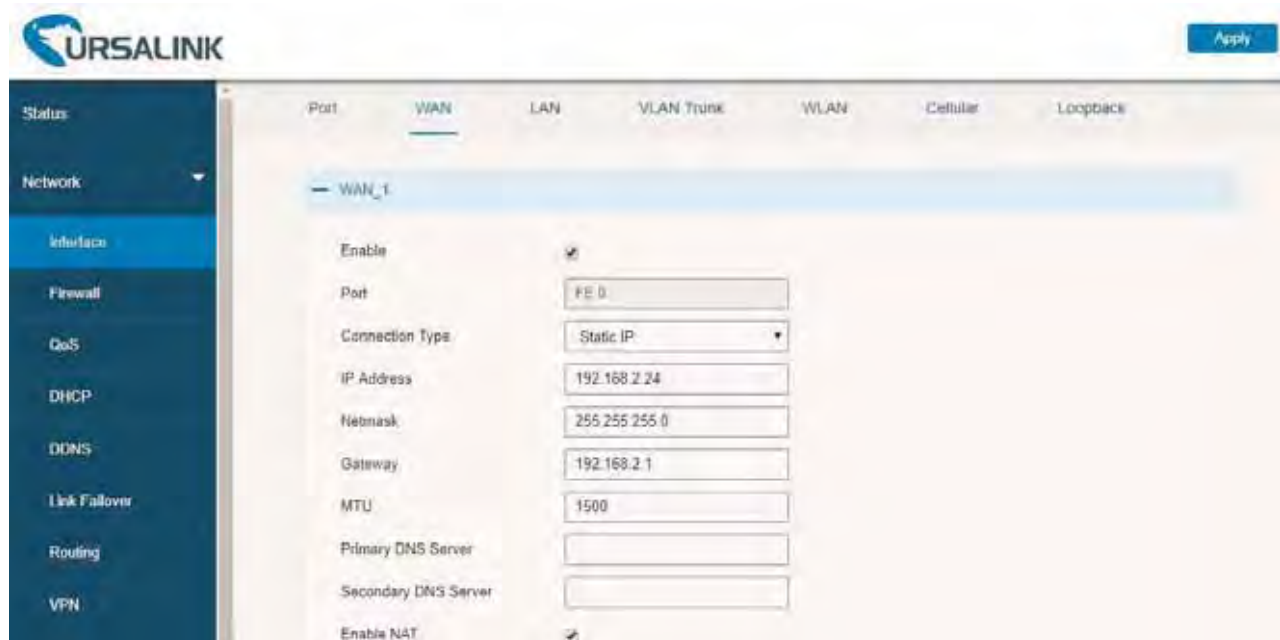 URSALINK
Apply
Status
Network
Interface
Firewall
QoS
DHCP
DDNS
Link Failover
Routing
VPN
Port WAN LAN VLAN Trunk WLAN Cellular Loopback
WAN_1
Enable
Port FE 0
Connection Type Static IP
IP Address 192.168.2.24
Netmask 255.255.255.0
Gateway 192.168.2.1
MTU 1500
Primary DNS Server
Secondary DNS Server
Enable NAT